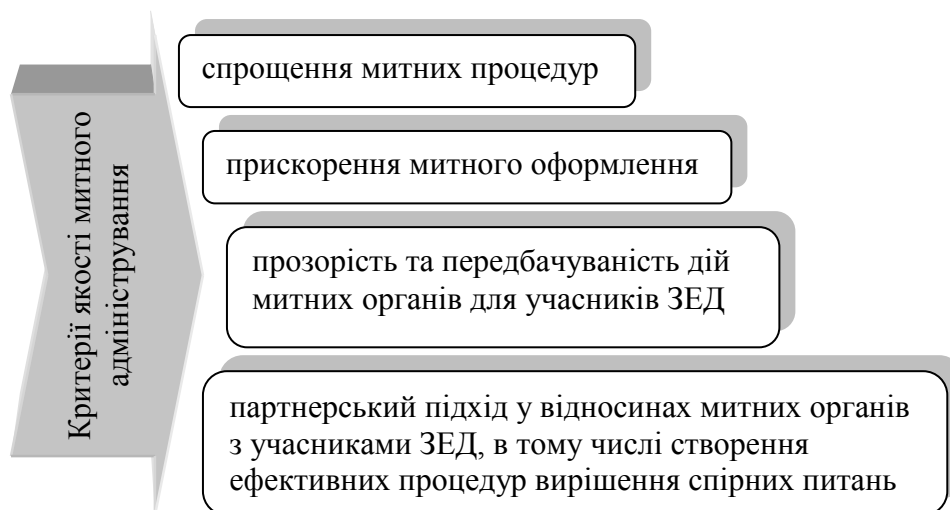 Критерії якості митного
адміністрування
спрощення митних процедур
прискорення митного оформлення
прозорість та передбачуваність дій
митних органів для учасників ЗЕД
партнерський підхід у відносинах митних органів
з учасниками ЗЕД, в тому числі створення
ефективних процедур вирішення спірних питань